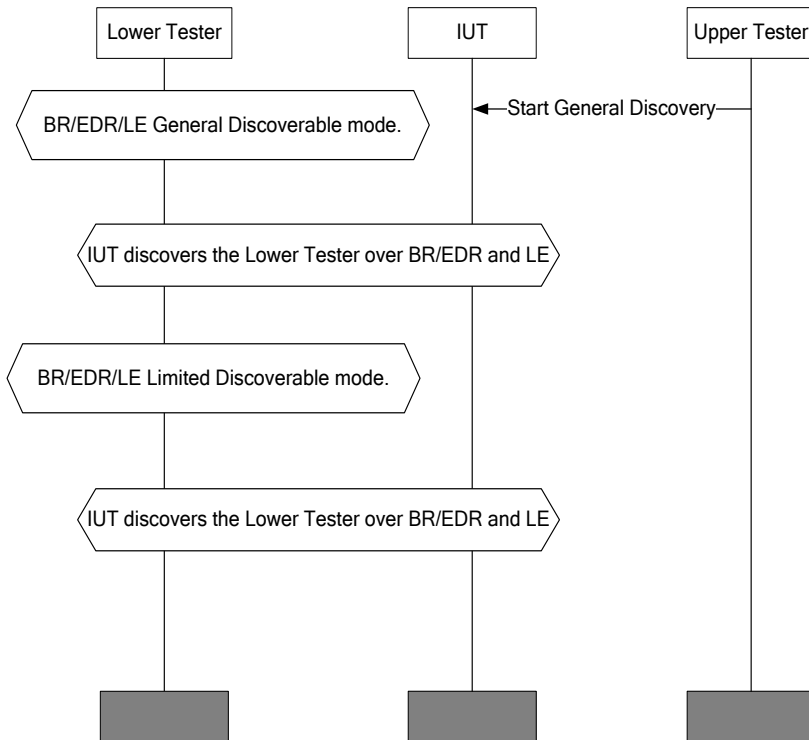 Lower Tester
IUT
Upper Tester
Start General Discovery
BR/EDR/LE General Discoverable mode.
IUT discovers the Lower Tester over BR/EDR and LE
BR/EDR/LE Limited Discoverable mode.
IUT discovers the Lower Tester over BR/EDR and LE